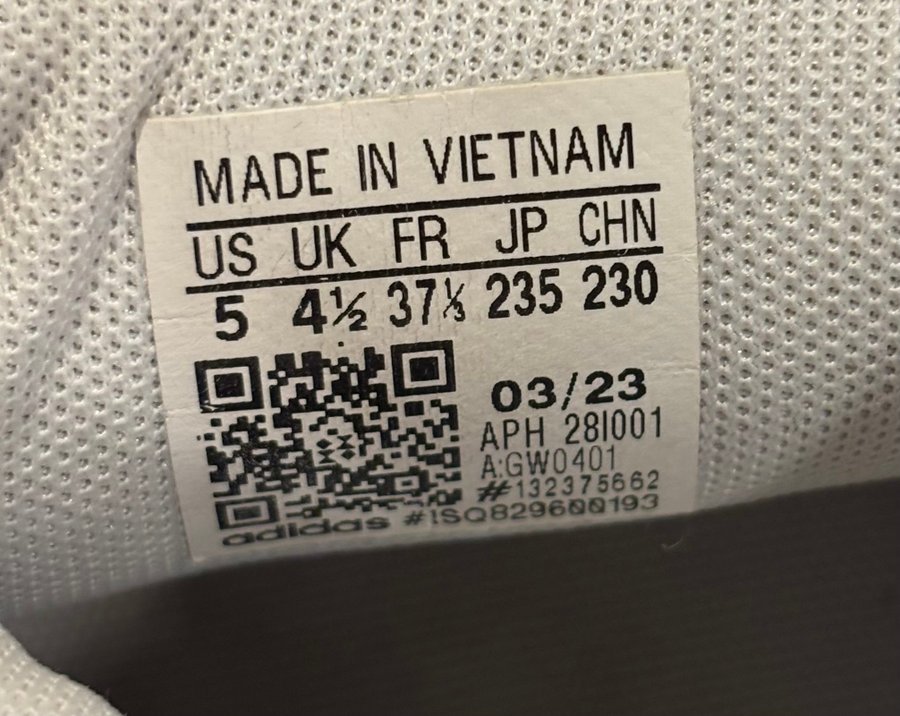 MADE IN VIETNAM
US UK FR JP CHN
5 4½ 37⅓ 235 230
03/23
APH 28I001
A:GW0401
#132375662
adidas #1SQ829600193